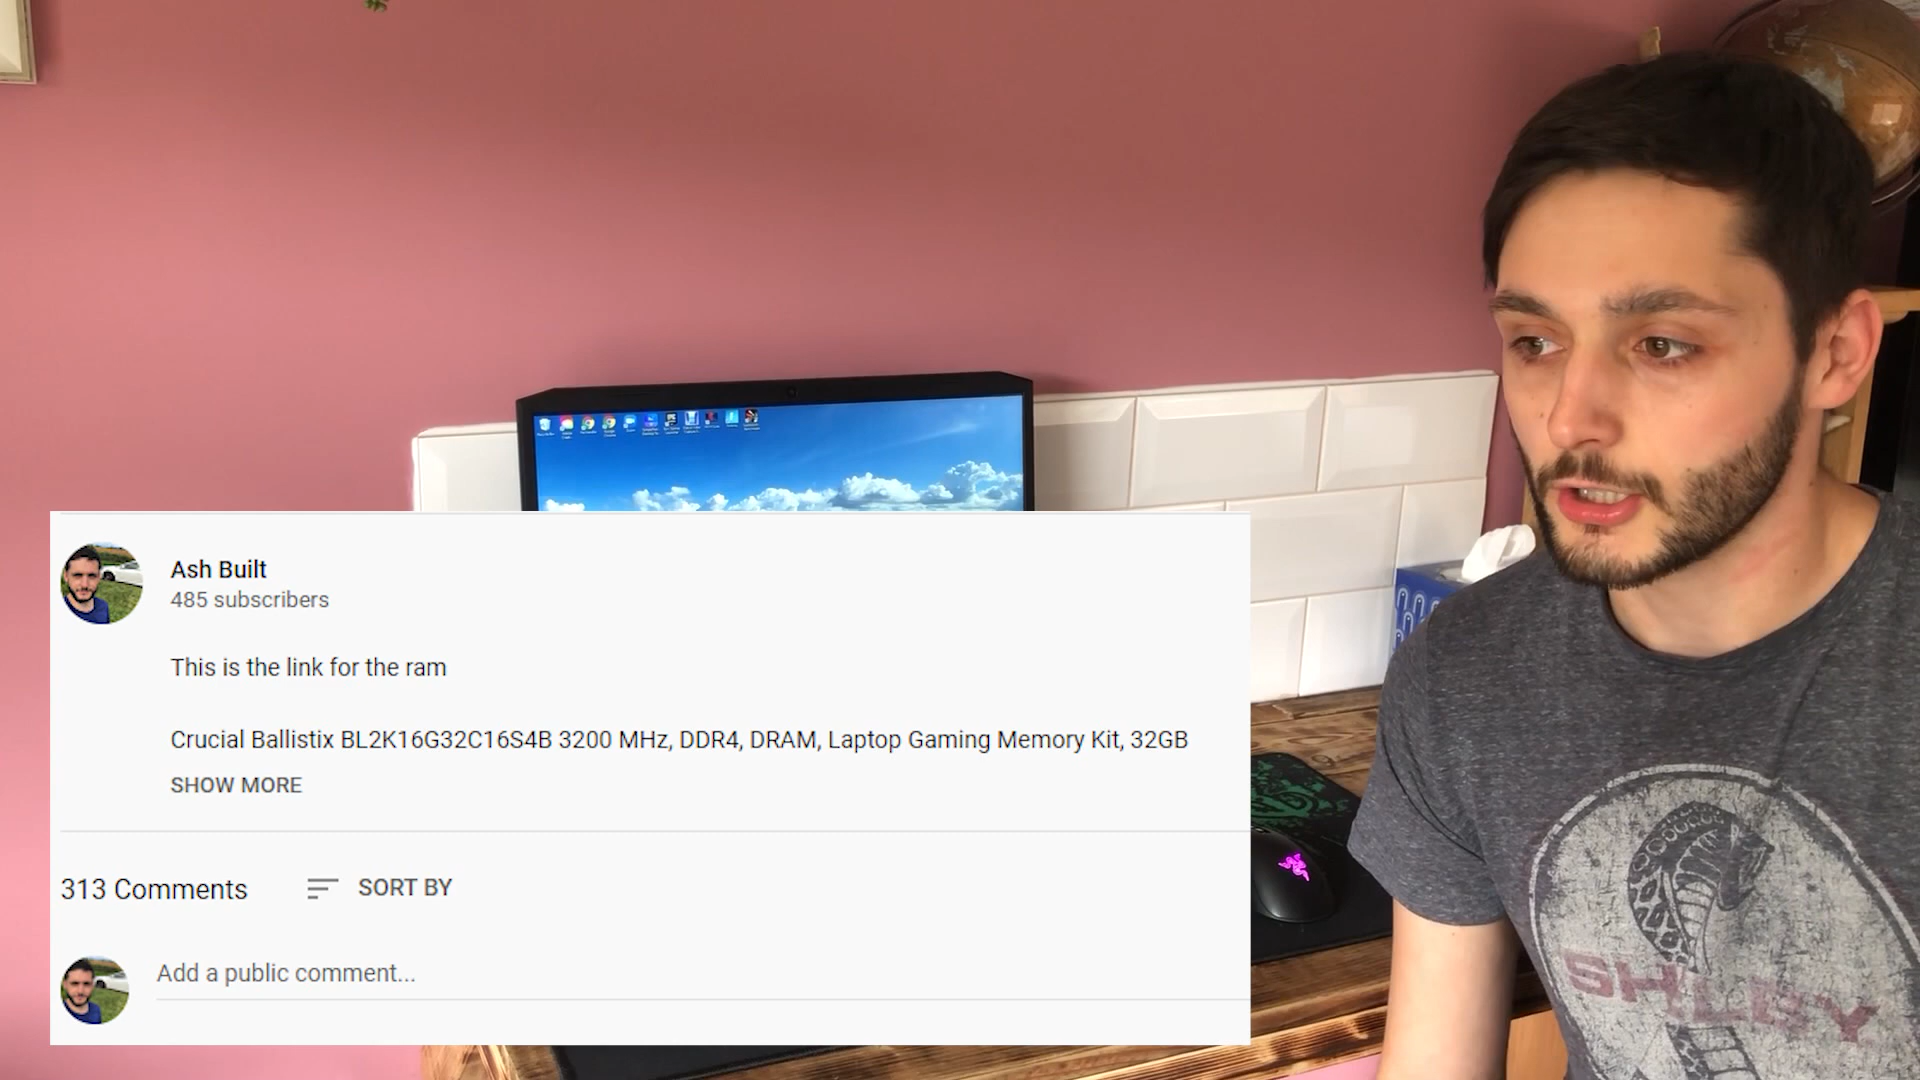 Ash Built
485 subscribers
This is the link for the ram
Crucial Ballistix BL2K16G32C16S4B 3200 MHz, DDR4, DRAM, Laptop Gaming Memory Kit, 32GB
SHOW MORE
313 Comments
SORT BY
Add a public comment...